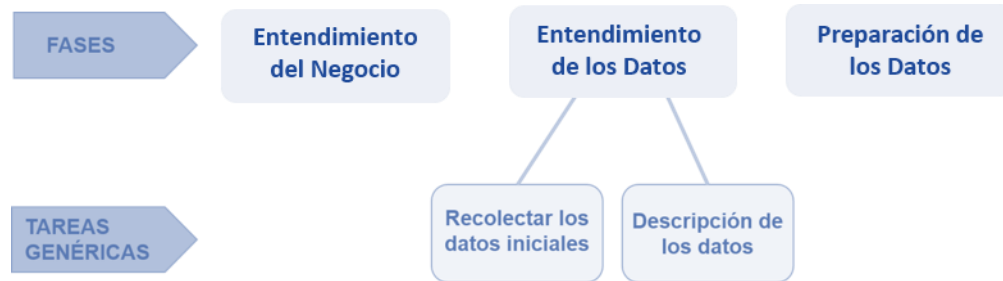 FASES
Entendimiento
del Negocio
Entendimiento
de los Datos
Preparación de
los Datos
TAREAS
GENÉRICAS
Recolectar los
datos iniciales
Descripción de
los datos